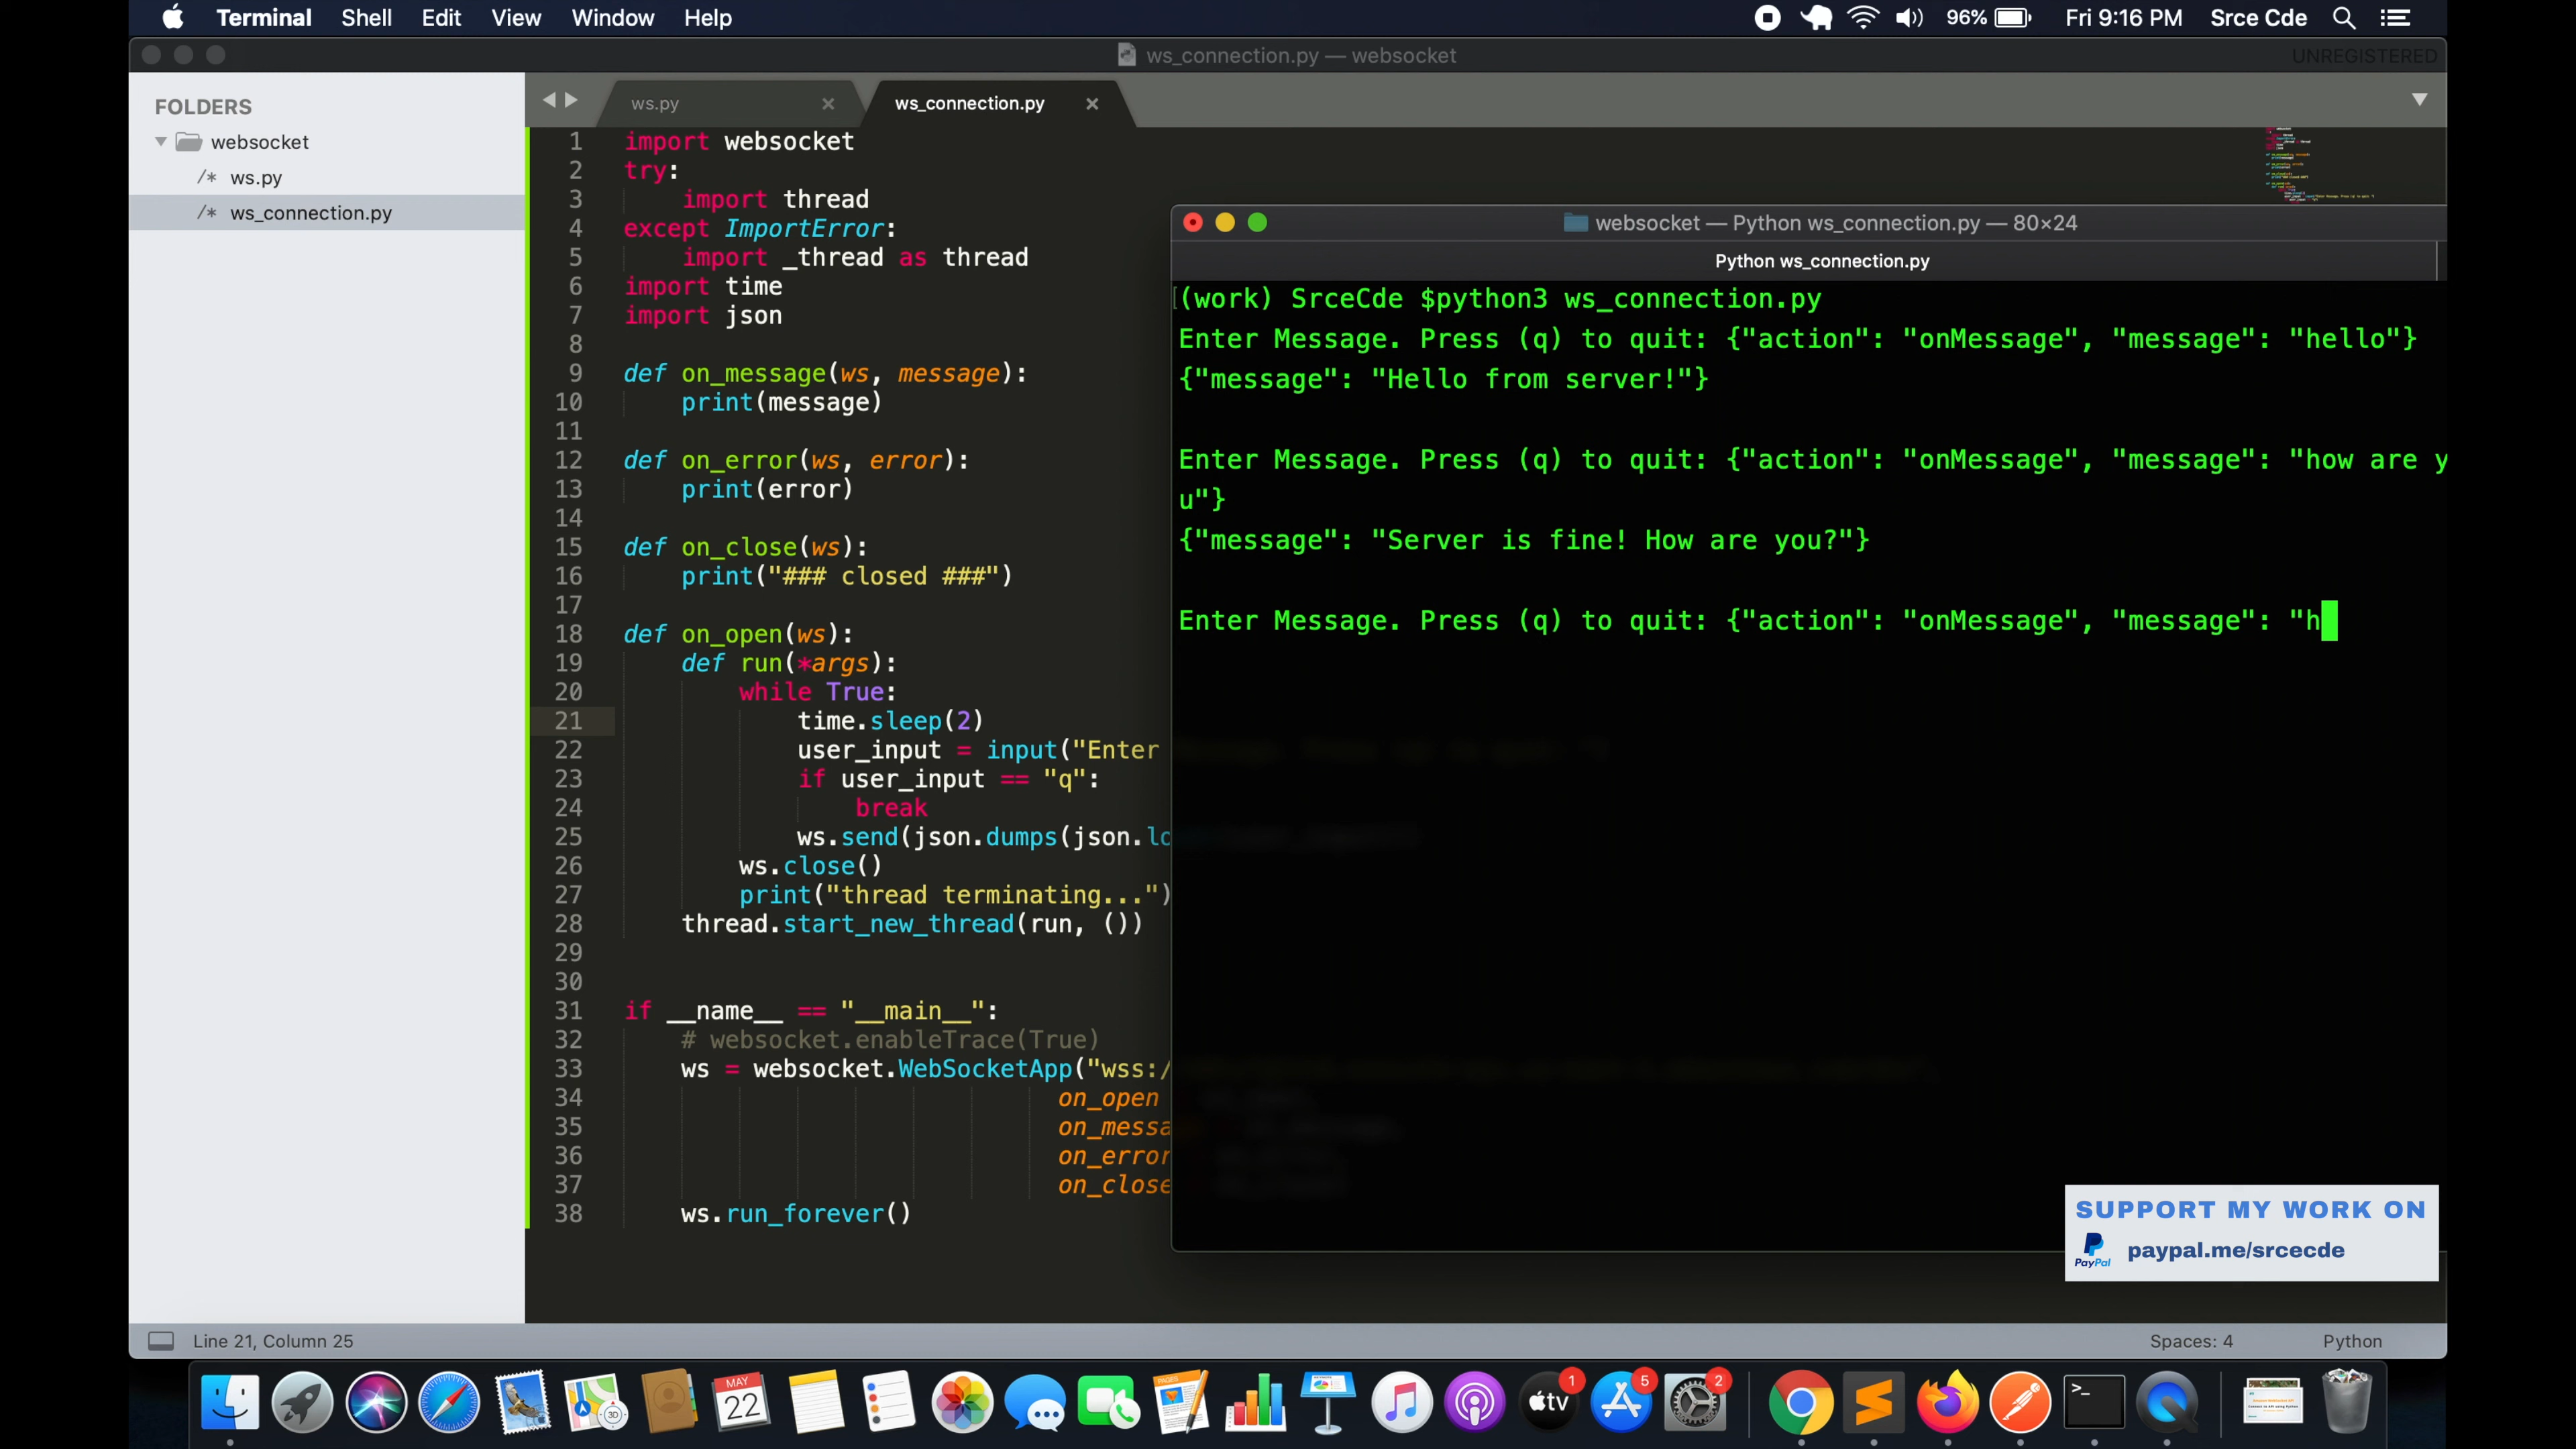 Terminal Shell Edit View Window Help 96% Fri 9:16 PM Srce Cde
ws_connection.py — websocket UNREGISTERED
FOLDERS
websocket
/* ws.py
/* ws_connection.py
ws.py × ws_connection.py ×
1 import websocket
2 try:
3 import thread
4 except ImportError:
5 import _thread as thread
6 import time
7 import json
8
9 def on_message(ws, message):
10 print(message)
11
12 def on_error(ws, error):
13 print(error)
14
15 def on_close(ws):
16 print("### closed ###")
17
18 def on_open(ws):
19 def run(*args):
20 while True:
21 time.sleep(2)
22 user_input = input("Enter
23 if user_input == "q":
24 break
25 ws.send(json.dumps(json.lo
26 ws.close()
27 print("thread terminating...")
28 thread.start_new_thread(run, ())
29
30
31 if __name__ == "__main__":
32 # websocket.enableTrace(True)
33 ws = websocket.WebSocketApp("wss:/
34 on_open
35 on_messa
36 on_error
37 on_close
38 ws.run_forever()
websocket — Python ws_connection.py — 80×24
Python ws_connection.py
(work) SrceCde $python3 ws_connection.py
Enter Message. Press (q) to quit: {"action": "onMessage", "message": "hello"}
{"message": "Hello from server!"}
Enter Message. Press (q) to quit: {"action": "onMessage", "message": "how are y
u"}
{"message": "Server is fine! How are you?"}
Enter Message. Press (q) to quit: {"action": "onMessage", "message": "h
SUPPORT MY WORK ON
PayPal paypal.me/srcecde
Line 21, Column 25 Spaces: 4 Python
MAY
22
3D
PAGES
tv
1
5
2
>_